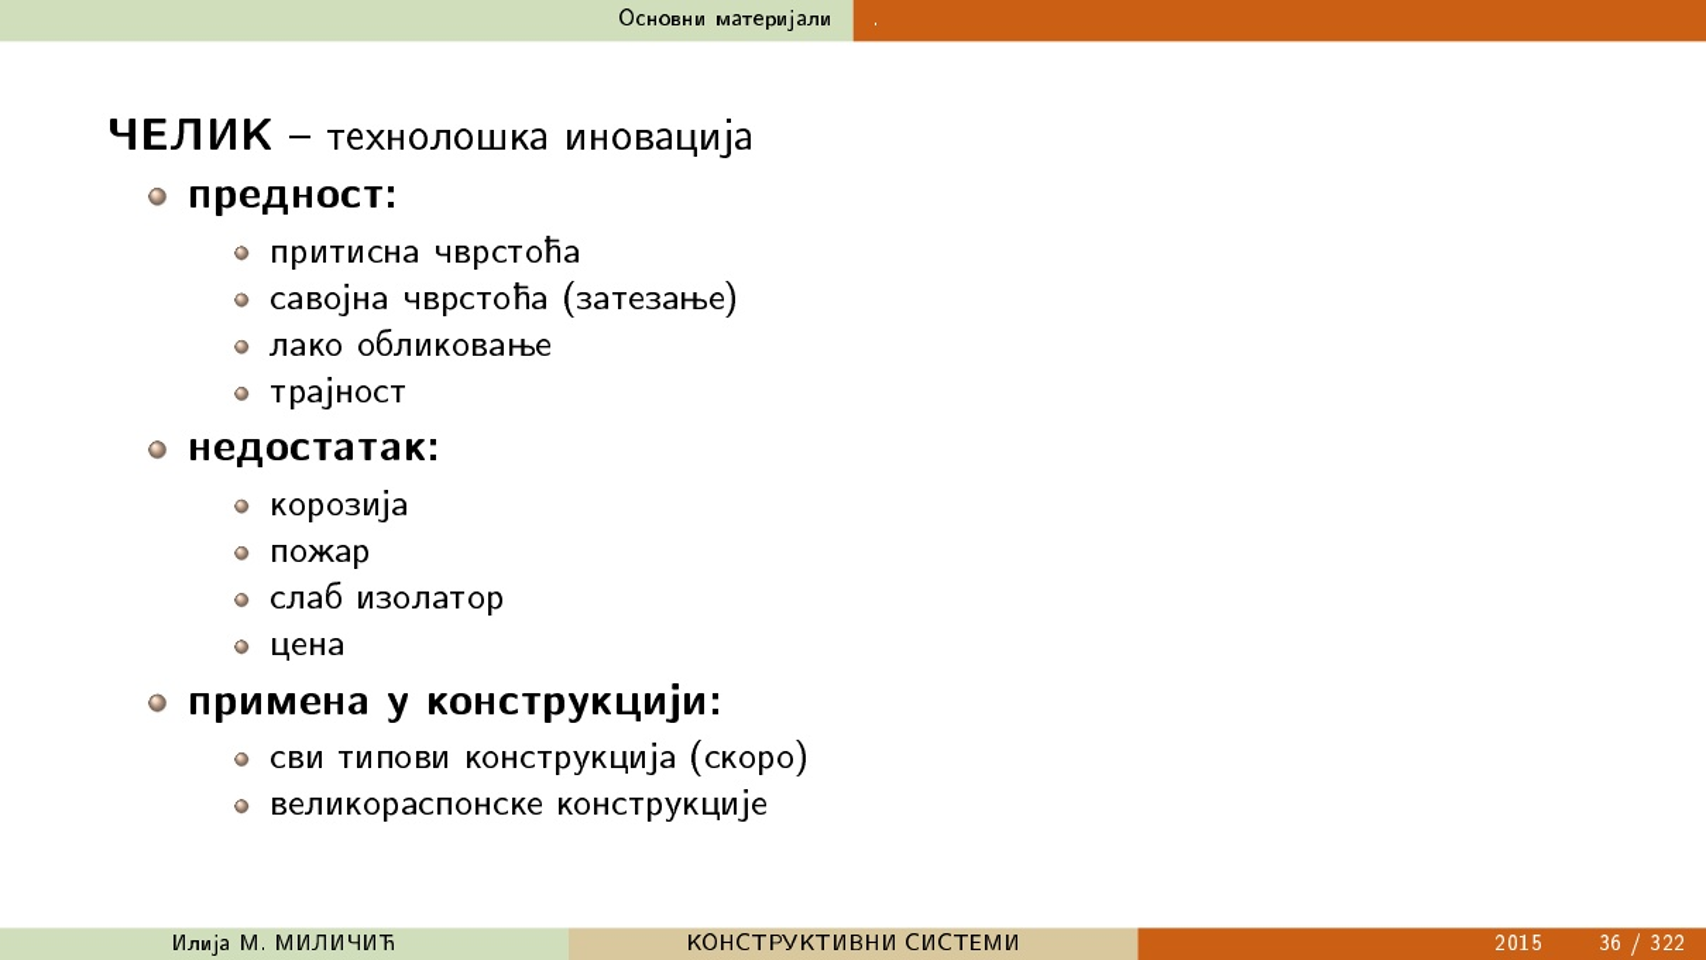 Основни материјали .
ЧЕЛИК – технолошка иновација
предност:
притисна чврстоћа
савојна чврстоћа (затезање)
лако обликовање
трајност
недостатак:
корозија
пожар
слаб изолатор
цена
примена у конструкцији:
сви типови конструкција (скоро)
великораспонске конструкције
Илија М. МИЛИЧИЋ КОНСТРУКТИВНИ СИСТЕМИ 2015 36 / 322